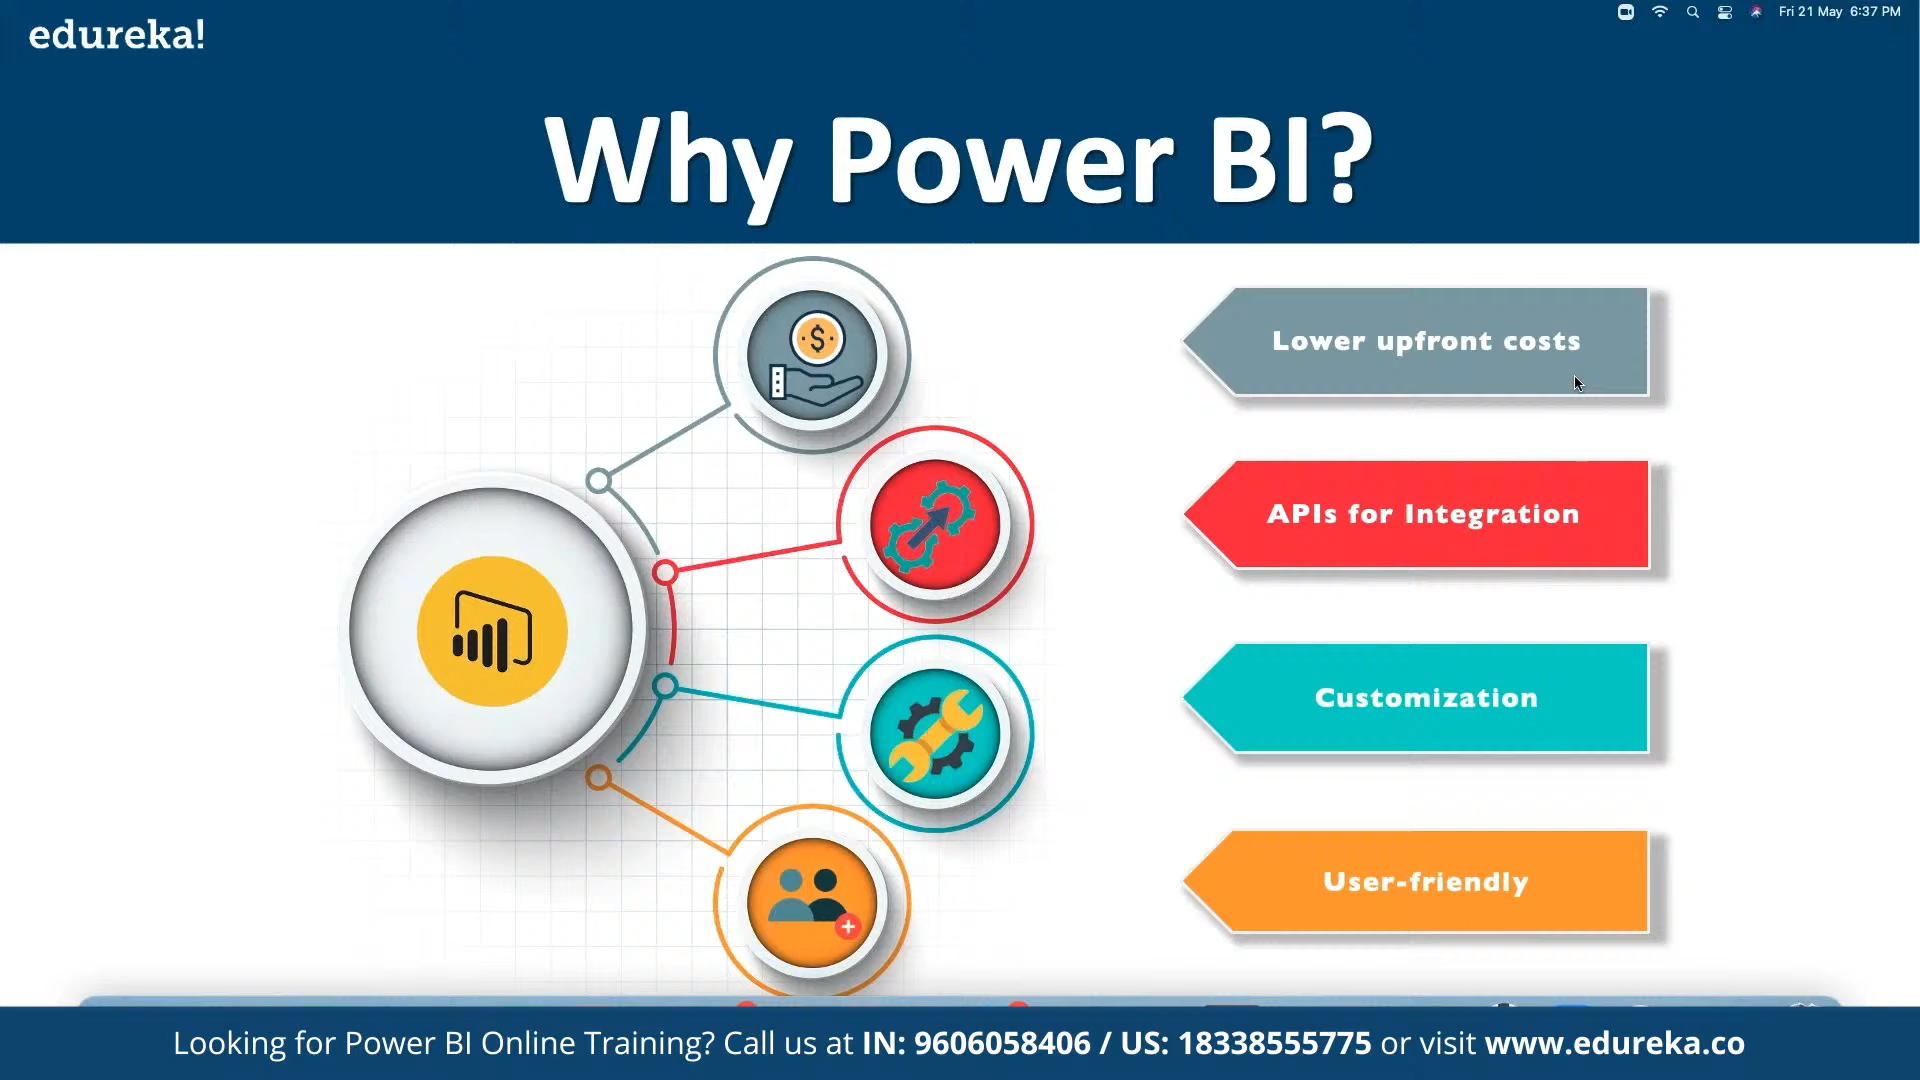 edureka!
Fri 21 May 6:37 PM
Why Power BI?
$
Lower upfront costs
APIs for Integration
Customization
User-friendly
Looking for Power BI Online Training? Call us at IN: 9606058406 / US: 18338555775 or visit www.edureka.co